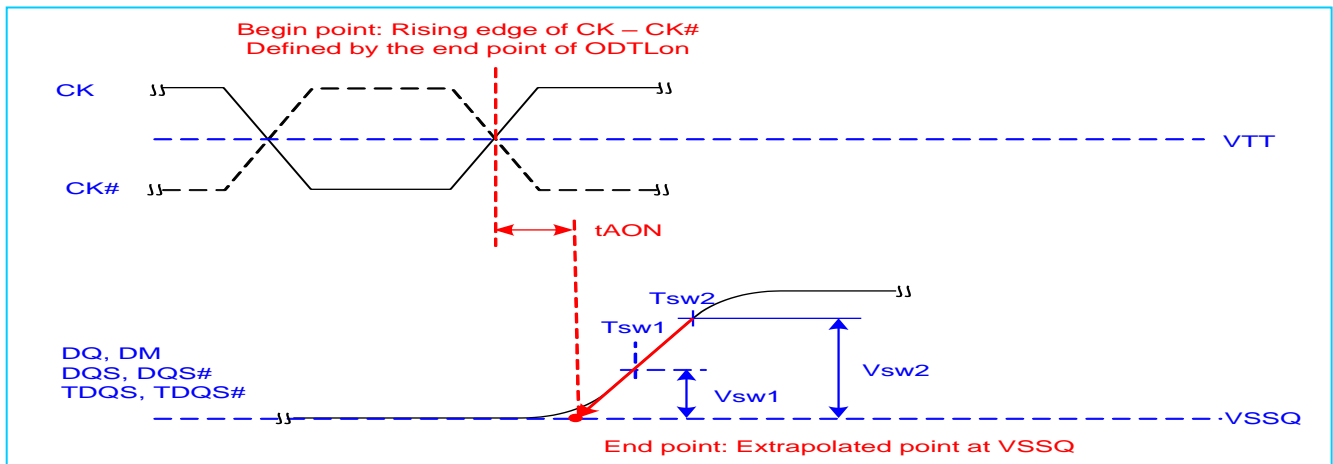 Begin point: Rising edge of CK – CK#
Defined by the end point of ODTLon
CK
VTT
CK#
tAON
Tsw2
Tsw1
DQ, DM
DQS, DQS#
TDQS, TDQS#
Vsw2
Vsw1
VSSQ
End point: Extrapolated point at VSSQ